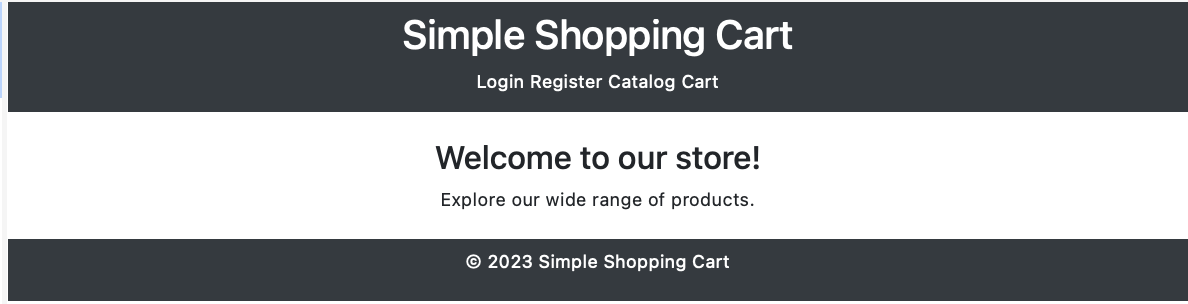 Simple Shopping Cart
Login Register Catalog Cart
Welcome to our store!
Explore our wide range of products.
© 2023 Simple Shopping Cart